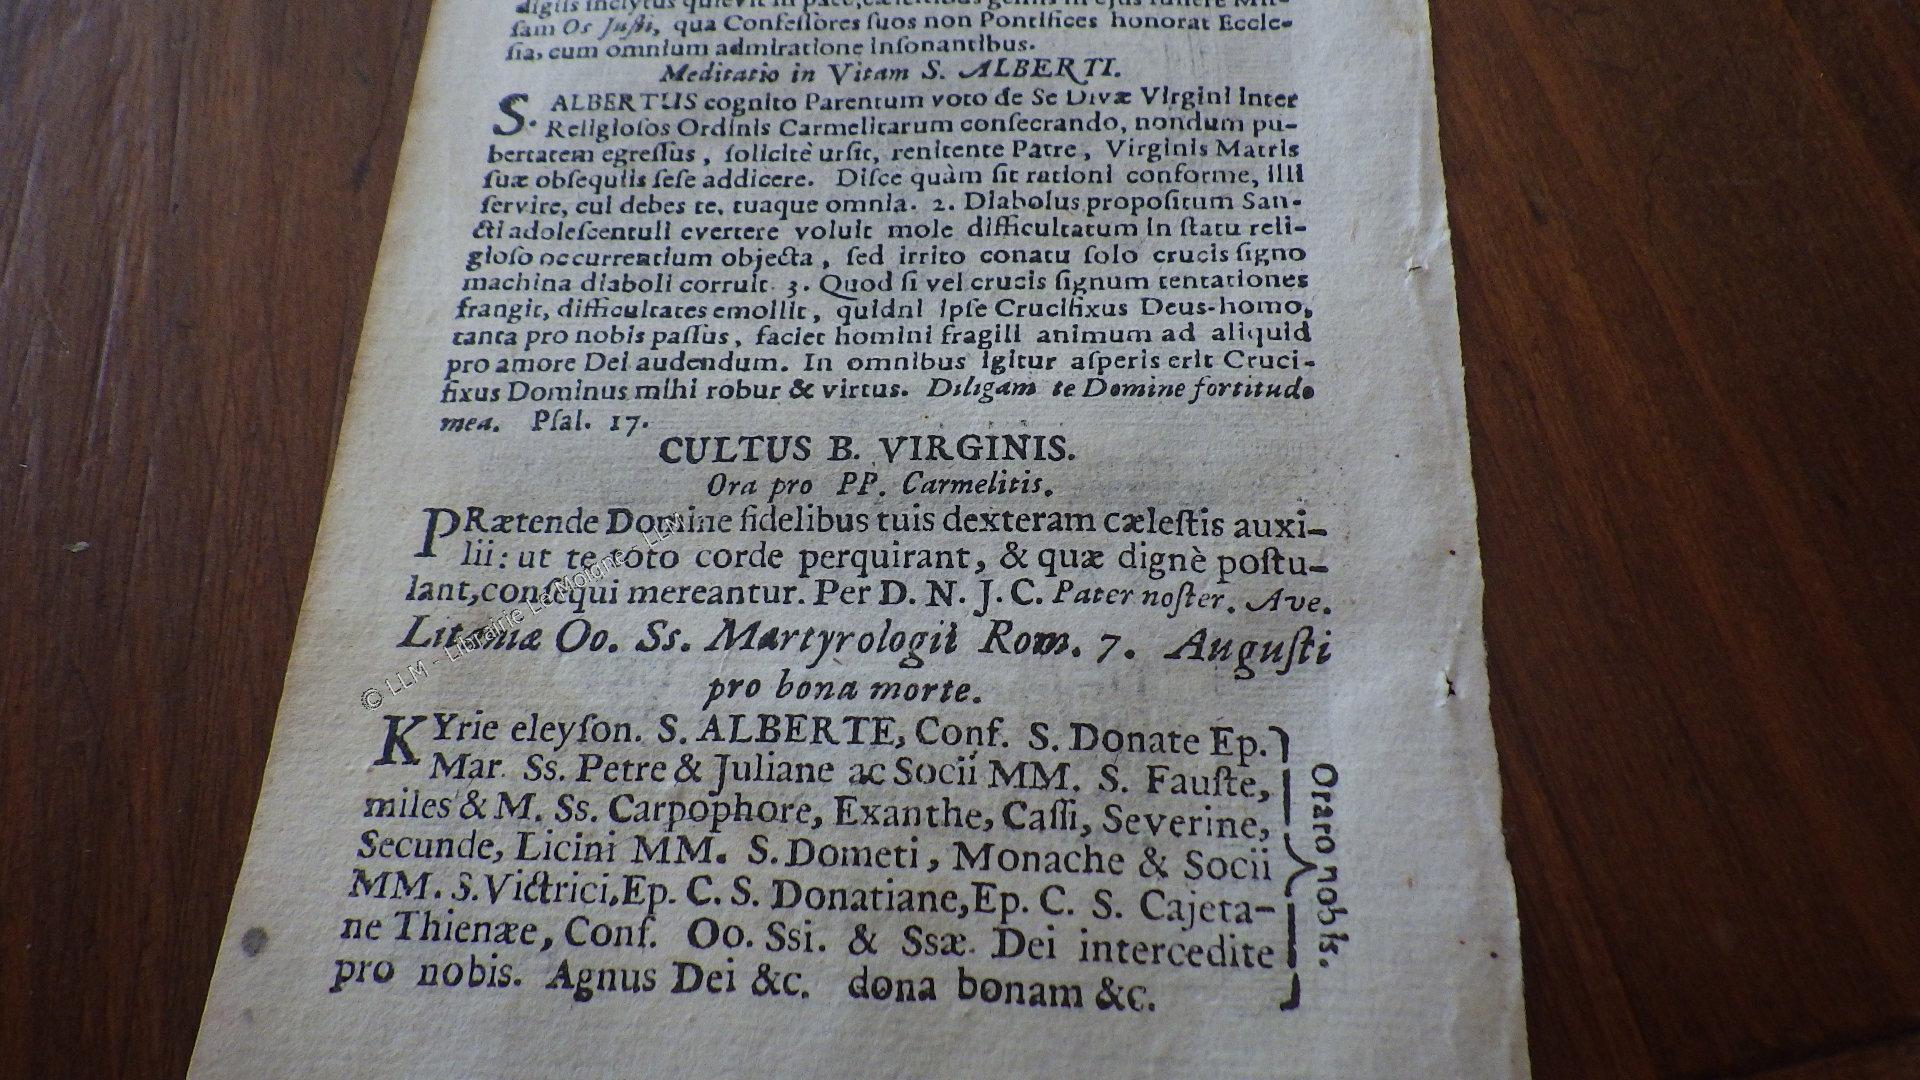 digiis inclytus quievit in pace, cælestibus geniis in ejus funere Mis-
ſam Os Juſti, qua Confeſſores ſuos non Pontifices honorat Eccle-
ſia, cum omnium admiratione inſonantibus.
Meditatio in Vitam S. ALBERTI.
S. ALBERTUS cognito Parentum voto de Se Divæ Virgini inter
Religioſos Ordinis Carmelitarum conſecrando, nondum pu-
bertatem egreſſus, ſolicitè urſit, renitente Patre, Virginis Matris
ſuæ obſequiis ſeſe addicere. Diſce quàm ſit rationi conforme, illi
ſervire, cui debes te, tuaque omnia. 2. Diabolus propoſitum San-
cti adoleſcentuli evertere voluit mole difficultatum in ſtatu reli-
gioſo occurrentium objecta, ſed irrito conatu ſolo crucis ſigno
machina diaboli corruit. 3. Quod ſi vel crucis ſignum tentationes
frangit, difficultates emollit, quidni ipſe Crucifixus Deus-homo,
tanta pro nobis paſſus, faciet homini fragili animum ad aliquid
pro amore Dei audendum. In omnibus igitur aſperis erit Cruci-
fixus Dominus mihi robur & virtus. Diligam te Domine fortitudo
mea. Pſal. 17.
CULTUS B. VIRGINIS.
Ora pro PP. Carmelitis.
PRætende Domine fidelibus tuis dexteram cæleſtis auxi-
lii: ut te toto corde perquirant, & quæ dignè poſtu-
lant, conſequi mereantur. Per D. N. J. C. Pater noſter. Ave.
Litaniæ Oo. Ss. Martyrologii Rom. 7. Auguſti
pro bona morte.
KYrie eleyſon. S. ALBERTE, Conf. S. Donate Ep.
Mar. Ss. Petre & Juliane ac Socii MM. S. Fauſte,
miles & M. Ss. Carpophore, Exanthe, Caſſi, Severine,
Secunde, Licini MM. S. Dometi, Monache & Socii
MM. S. Victrici, Ep. C. S. Donatiane, Ep. C. S. Cajeta-
ne Thienæe, Conf. Oo. Ssi. & Ssæ. Dei intercedite
pro nobis. Agnus Dei &c. dona bonam &c.
Oraro nobis.
© LLM - Librairie Le Moland - LLM